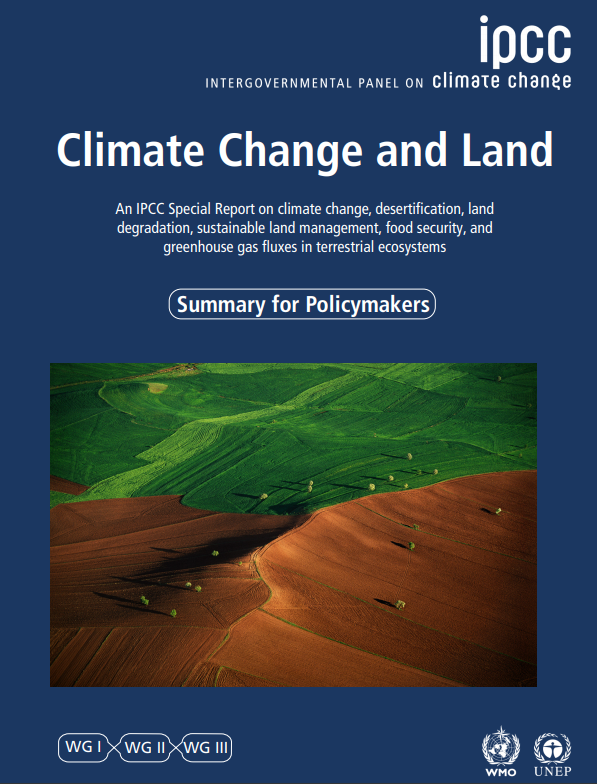 ipcc
INTERGOVERNMENTAL PANEL ON climate change
Climate Change and Land
An IPCC Special Report on climate change, desertification, land
degradation, sustainable land management, food security, and
greenhouse gas fluxes in terrestrial ecosystems
Summary for Policymakers
WG I WG II WG III
WMO UNEP